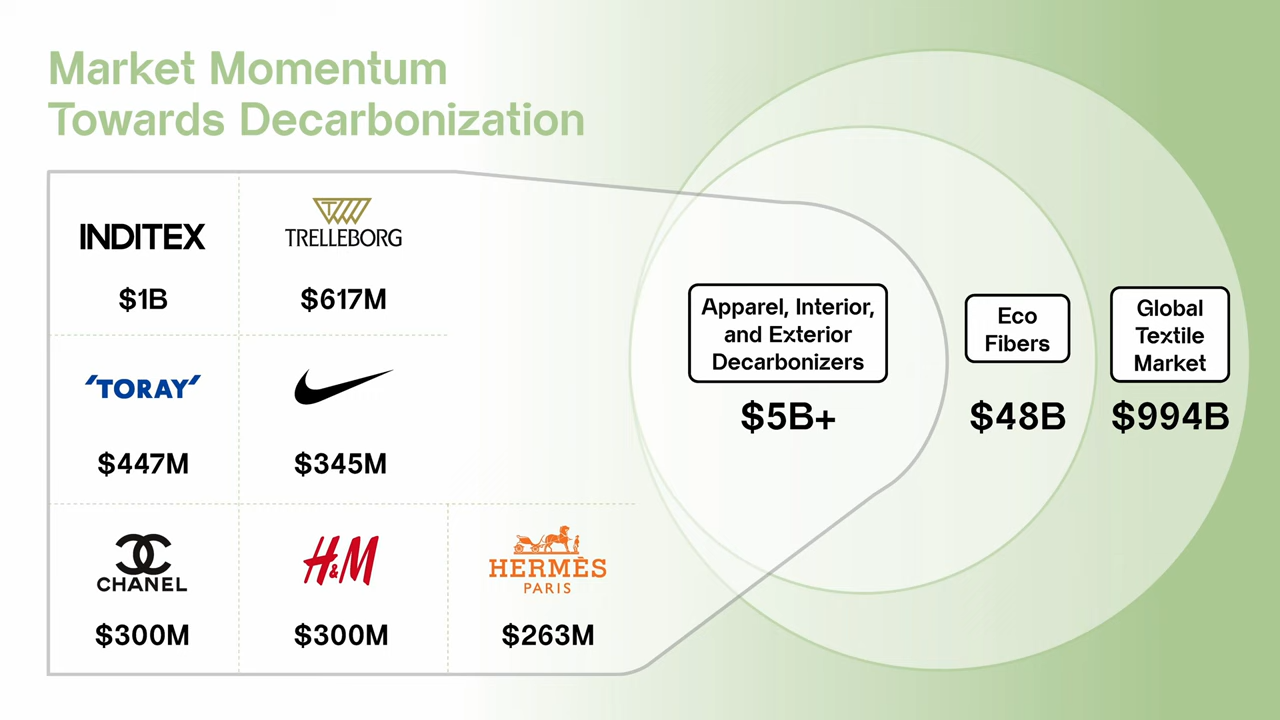 Market Momentum
Towards Decarbonization
INDITEX
$1B
TRELLEBORG
$617M
'TORAY'
$447M
$345M
CHANEL
$300M
H&M
$300M
HERMÈS
PARIS
$263M
Apparel, Interior,
and Exterior
Decarbonizers
$5B+
Eco
Fibers
$48B
Global
Textile
Market
$994B